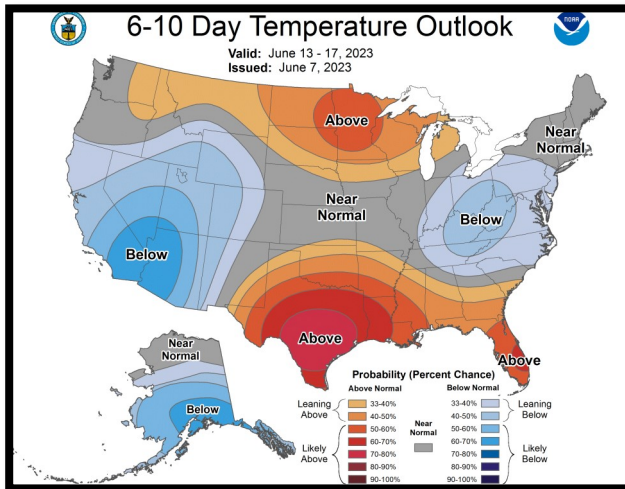 6-10 Day Temperature Outlook
NOAA
Valid: June 13 - 17, 2023
Issued: June 7, 2023
Above
Near
Normal
Near
Normal
Below
Below
Above
Above
Near
Normal
Below
Probability (Percent Chance)
Above Normal
Below Normal
Leaning
Above
33-40%
40-50%
Likely
Above
50-60%
60-70%
70-80%
80-90%
90-100%
Near
Normal
33-40%
40-50%
Leaning
Below
50-60%
60-70%
70-80%
80-90%
90-100%
Likely
Below